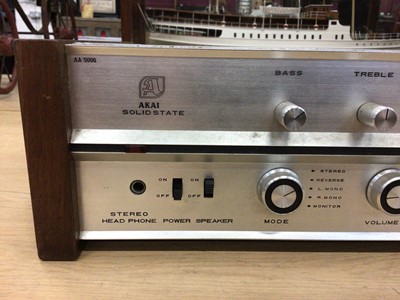 AA-5000
BASS TREBLE
AKAI
SOLID STATE
STEREO
REVERSE
L.MONO
R.MONO
MONITOR
ON ON
OFF OFF
STEREO
HEAD PHONE POWER SPEAKER
MODE VOLUME